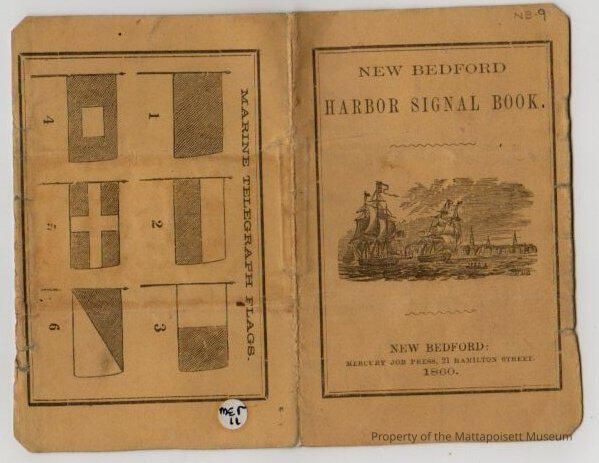 NB-9
NEW BEDFORD
HARBOR SIGNAL BOOK.
NEW BEDFORD:
MERCURY JOB PRESS, 21 HAMILTON STREET.
1860.
MARINE TELEGRAPH FLAGS.
1
2
3
4
5
6
Property of the Mattapoisett Museum